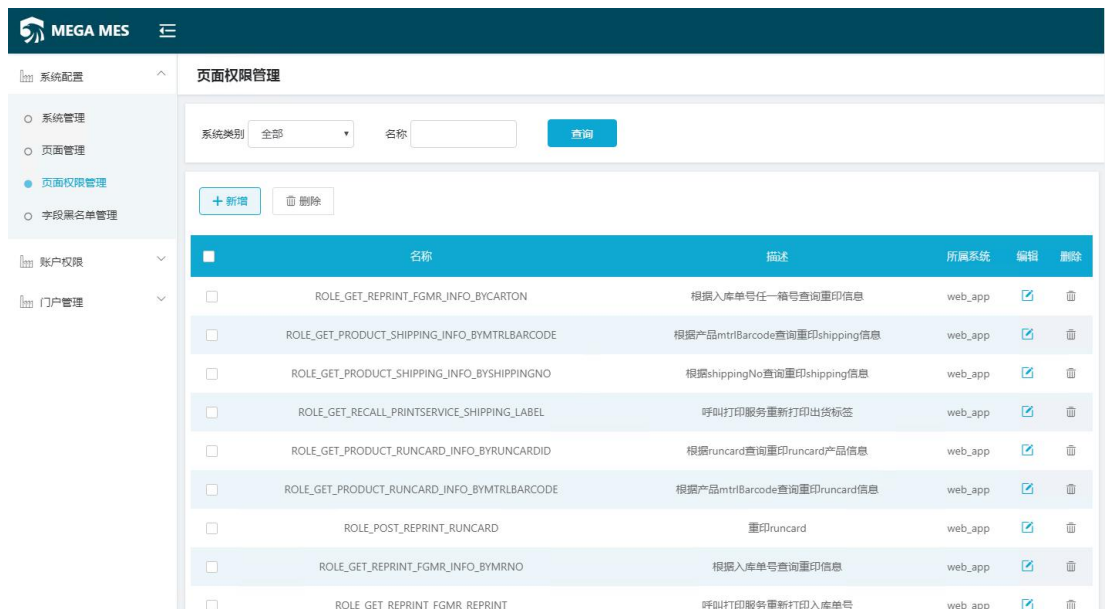 MEGA MES
系统配置
系统管理
页面管理
页面权限管理
字段黑名单管理
账户权限
门户管理
页面权限管理
系统类别 全部 名称 查询
新增 删除
名称 描述 所属系统 编辑 删除
ROLE_GET_REPRINT_FGMR_INFO_BYCARTON 根据入库单号任一箱号查询重印信息 web_app
ROLE_GET_PRODUCT_SHIPPING_INFO_BYMTRLBARCODE 根据产品mtrlBarcode查询重印shipping信息 web_app
ROLE_GET_PRODUCT_SHIPPING_INFO_BYSHIPPINGNO 根据shippingNo查询重印shipping信息 web_app
ROLE_GET_RECALL_PRINTSERVICE_SHIPPING_LABEL 呼叫打印服务重新打印出货标签 web_app
ROLE_GET_PRODUCT_RUNCARD_INFO_BYRUNCARDID 根据runcard查询重印runcard产品信息 web_app
ROLE_GET_PRODUCT_RUNCARD_INFO_BYMTRLBARCODE 根据产品mtrlBarcode查询重印runcard信息 web_app
ROLE_POST_REPRINT_RUNCARD 重印runcard web_app
ROLE_GET_REPRINT_FGMR_INFO_BYMRNO 根据入库单号查询重印信息 web_app
ROLE_GET_REPRINT_FGMR_REPRINT 呼叫打印服务重新打印入库单号 web_app